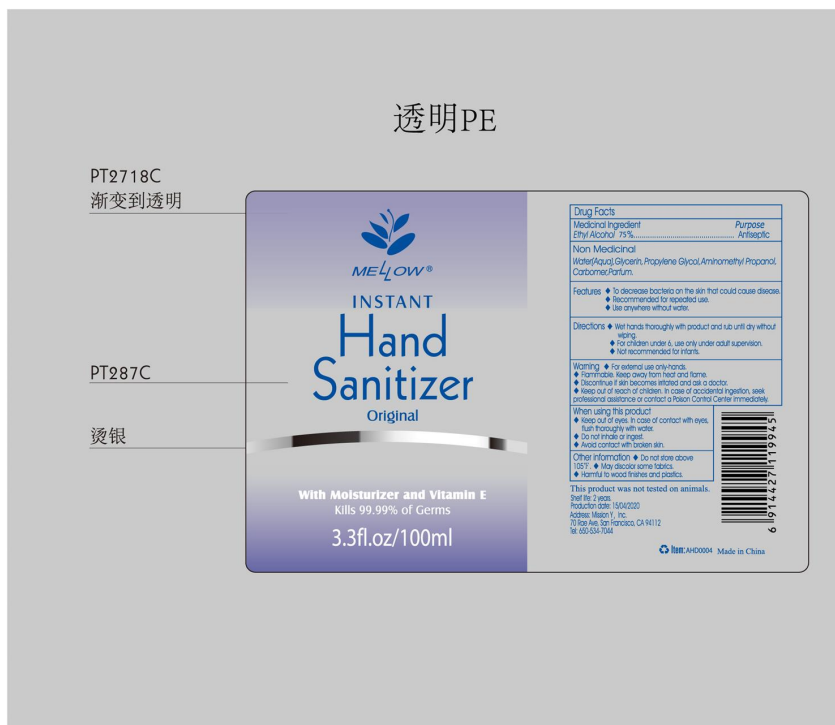 透明PE
PT2718C
渐变到透明
PT287C
烫银
MELLOW®
INSTANT
Hand
Sanitizer
Original
With Moisturizer and Vitamin E
Kills 99.99% of Germs
3.3fl.oz/100ml
Drug Facts
Medicinal Ingredient Purpose
Ethyl Alcohol 75%................................................ Antiseptic
Non Medicinal
Water(Aqua),Glycerin, Propylene Glycol,Aminomethyl Propanol,
Carbomer,Parfum.
Features ♦ To decrease bacteria on the skin that could cause disease.
♦ Recommended for repeated use.
♦ Use anywhere without water.
Directions ♦ Wet hands thoroughly with product and rub until dry without
wiping.
♦ For children under 6, use only under adult supervision.
♦ Not recommended for infants.
Warning ♦ For external use only-hands.
♦ Flammable. Keep away from heat and flame.
♦ Discontinue if skin becomes irritated and ask a doctor.
♦ Keep out of reach of children. In case of accidental ingestion, seek
professional assistance or contact a Poison Control Center immediately.
When using this product
♦ Keep out of eyes. In case of contact with eyes,
flush thoroughly with water.
♦ Do not inhale or ingest.
♦ Avoid contact with broken skin.
Other information ♦ Do not store above
105°F. ♦ May discolor some fabrics.
♦ Harmful to wood finishes and plastics.
This product was not tested on animals.
Shelf life: 2 years.
Production date: 15/04/2020
Address: Mission Y, Inc.
70 Rae Ave. San Francisco, CA 94112
Tel: 650-534-7044
6 914427 119945
Item:AHD0004 Made in China